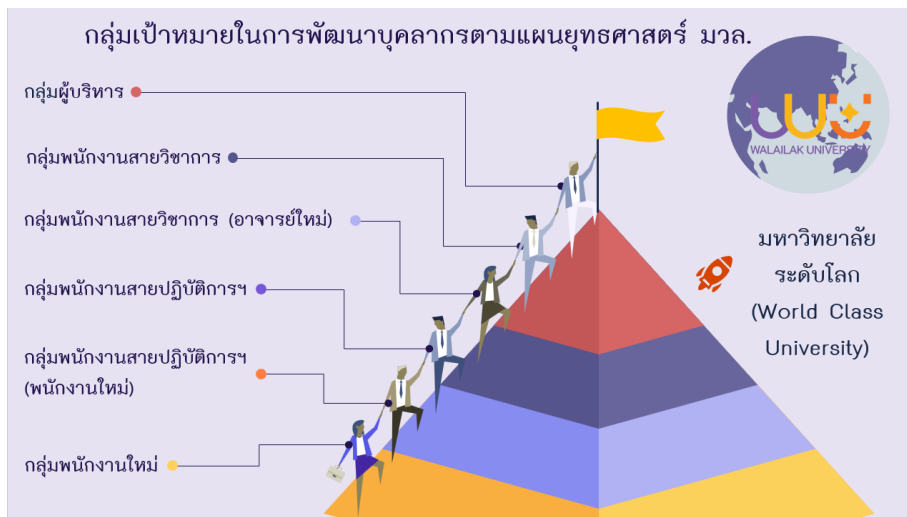 กลุ่มเป้าหมายในการพัฒนาบุคลากรตามแผนยุทธศาสตร์ มวล.
กลุ่มผู้บริหาร
กลุ่มพนักงานสายวิชาการ
กลุ่มพนักงานสายวิชาการ (อาจารย์ใหม่)
กลุ่มพนักงานสายปฏิบัติการฯ
กลุ่มพนักงานสายปฏิบัติการฯ
(พนักงานใหม่)
กลุ่มพนักงานใหม่
WALAILAK UNIVERSITY
มหาวิทยาลัย
ระดับโลก
(World Class
University)